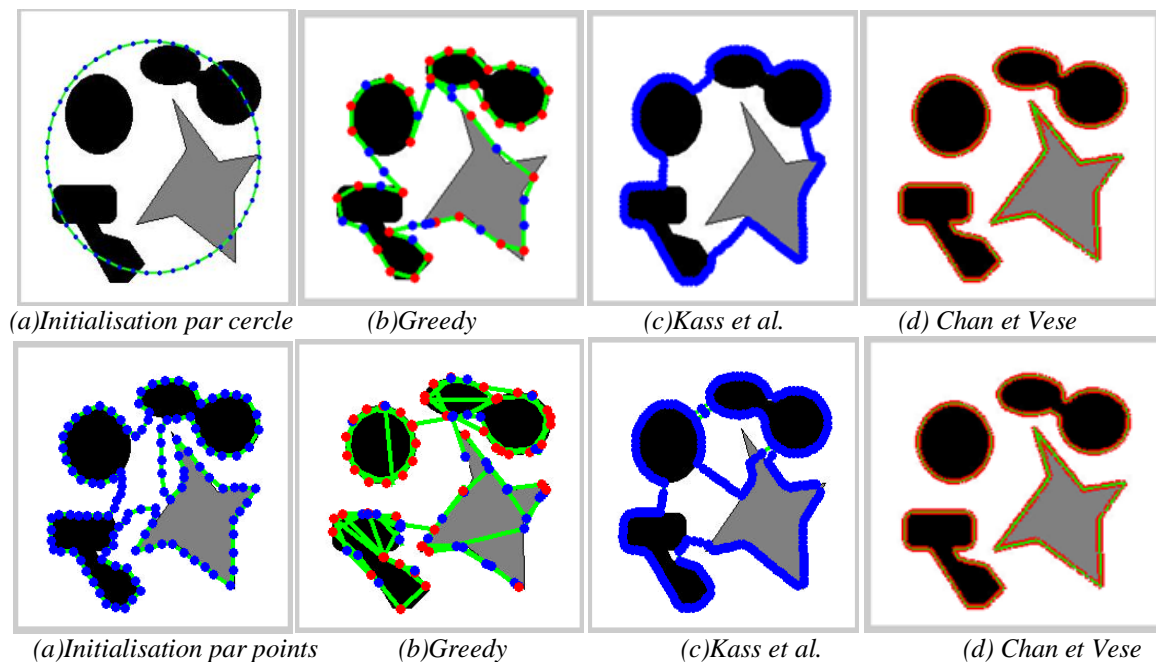 (a)Initialisation par cercle (b)Greedy (c)Kass et al. (d) Chan et Vese
(a)Initialisation par points (b)Greedy (c)Kass et al. (d) Chan et Vese